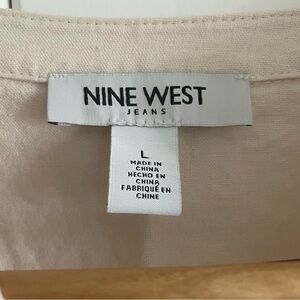 NINE WEST
JEANS
L
MADE IN
CHINA
HECHO EN
CHINA
FABRIQUÉ EN
CHINE